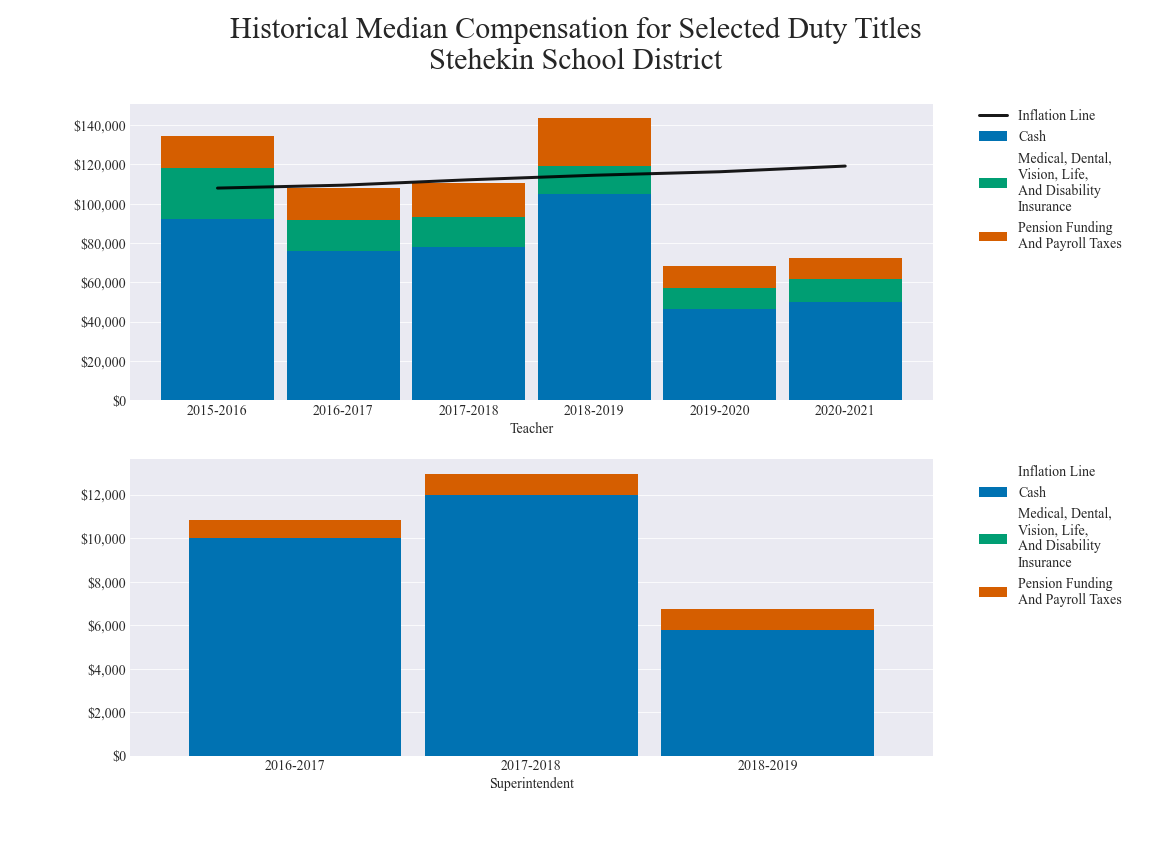 Historical Median Compensation for Selected Duty Titles
Stehekin School District
$140,000
$120,000
$100,000
$80,000
$60,000
$40,000
$20,000
$0
2015-2016
2016-2017
2017-2018
2018-2019
2019-2020
2020-2021
Teacher
Inflation Line
Cash
Medical, Dental,
Vision, Life,
And Disability
Insurance
Pension Funding
And Payroll Taxes
$12,000
$10,000
$8,000
$6,000
$4,000
$2,000
$0
2016-2017
2017-2018
2018-2019
Superintendent
Inflation Line
Cash
Medical, Dental,
Vision, Life,
And Disability
Insurance
Pension Funding
And Payroll Taxes